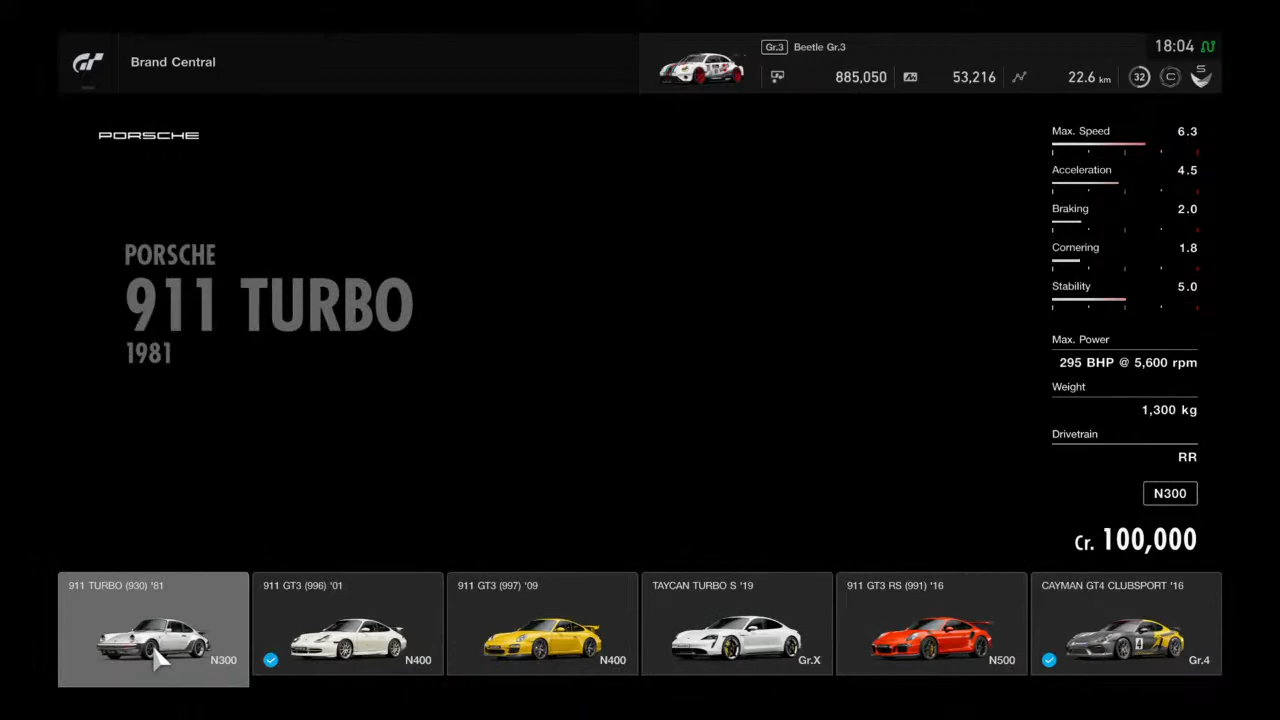 Brand Central
Gr.3 Beetle Gr.3
885,050 53,216 22.6 km 32 C S
18:04
PORSCHE
PORSCHE
911 TURBO
1981
Max. Speed 6.3
Acceleration 4.5
Braking 2.0
Cornering 1.8
Stability 5.0
Max. Power
295 BHP @ 5,600 rpm
Weight
1,300 kg
Drivetrain
RR
N300
Cr. 100,000
911 TURBO (930) '81
N300
911 GT3 (996) '01
N400
911 GT3 (997) '09
N400
TAYCAN TURBO S '19
Gr.X
911 GT3 RS (991) '16
N500
CAYMAN GT4 CLUBSPORT '16
4
Gr.4